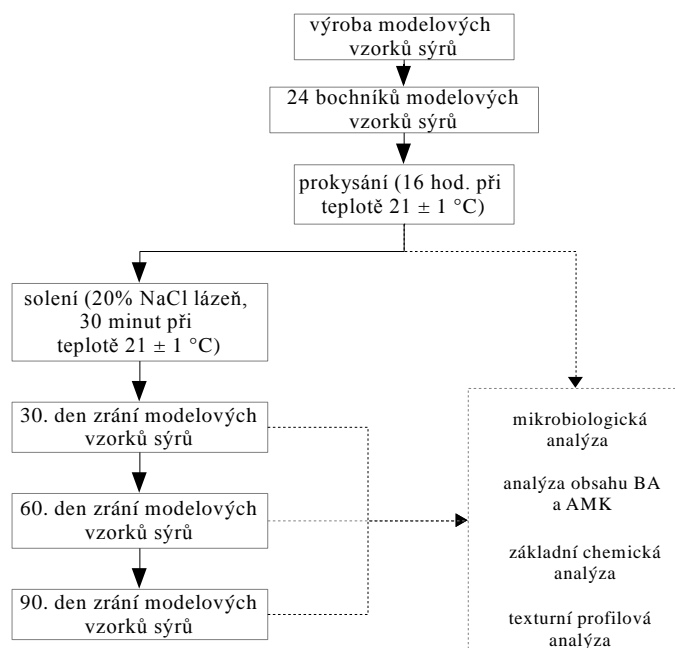 výroba modelových
vzorků sýrů
24 bochníků modelových
vzorků sýrů
prokysání (16 hod. při
teplotě 21 ± 1 °C)
solení (20% NaCl lázeň,
30 minut při
teplotě 21 ± 1 °C)
30. den zrání modelových
vzorků sýrů
60. den zrání modelových
vzorků sýrů
90. den zrání modelových
vzorků sýrů
mikrobiologická
analýza
analýza obsahu BA
a AMK
základní chemická
analýza
texturní profilová
analýza